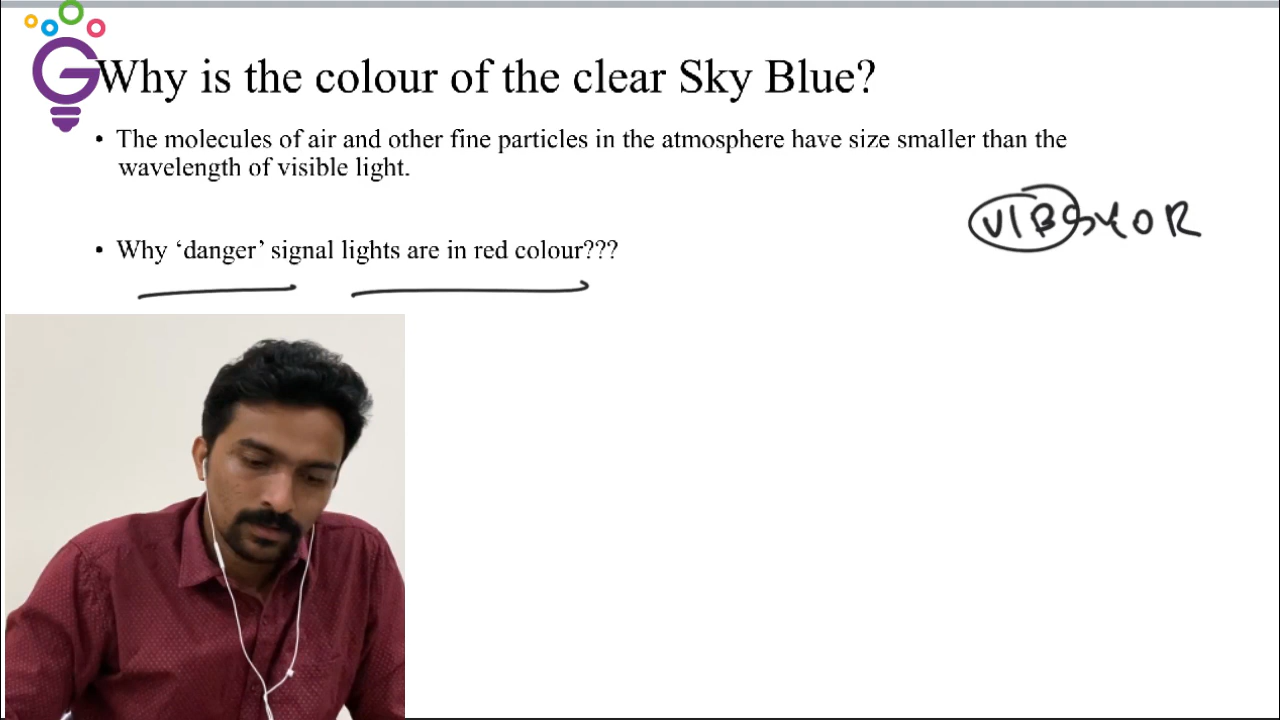 Why is the colour of the clear Sky Blue?
• The molecules of air and other fine particles in the atmosphere have size smaller than the
wavelength of visible light.
VIBGYOR
• Why ‘danger’ signal lights are in red colour???